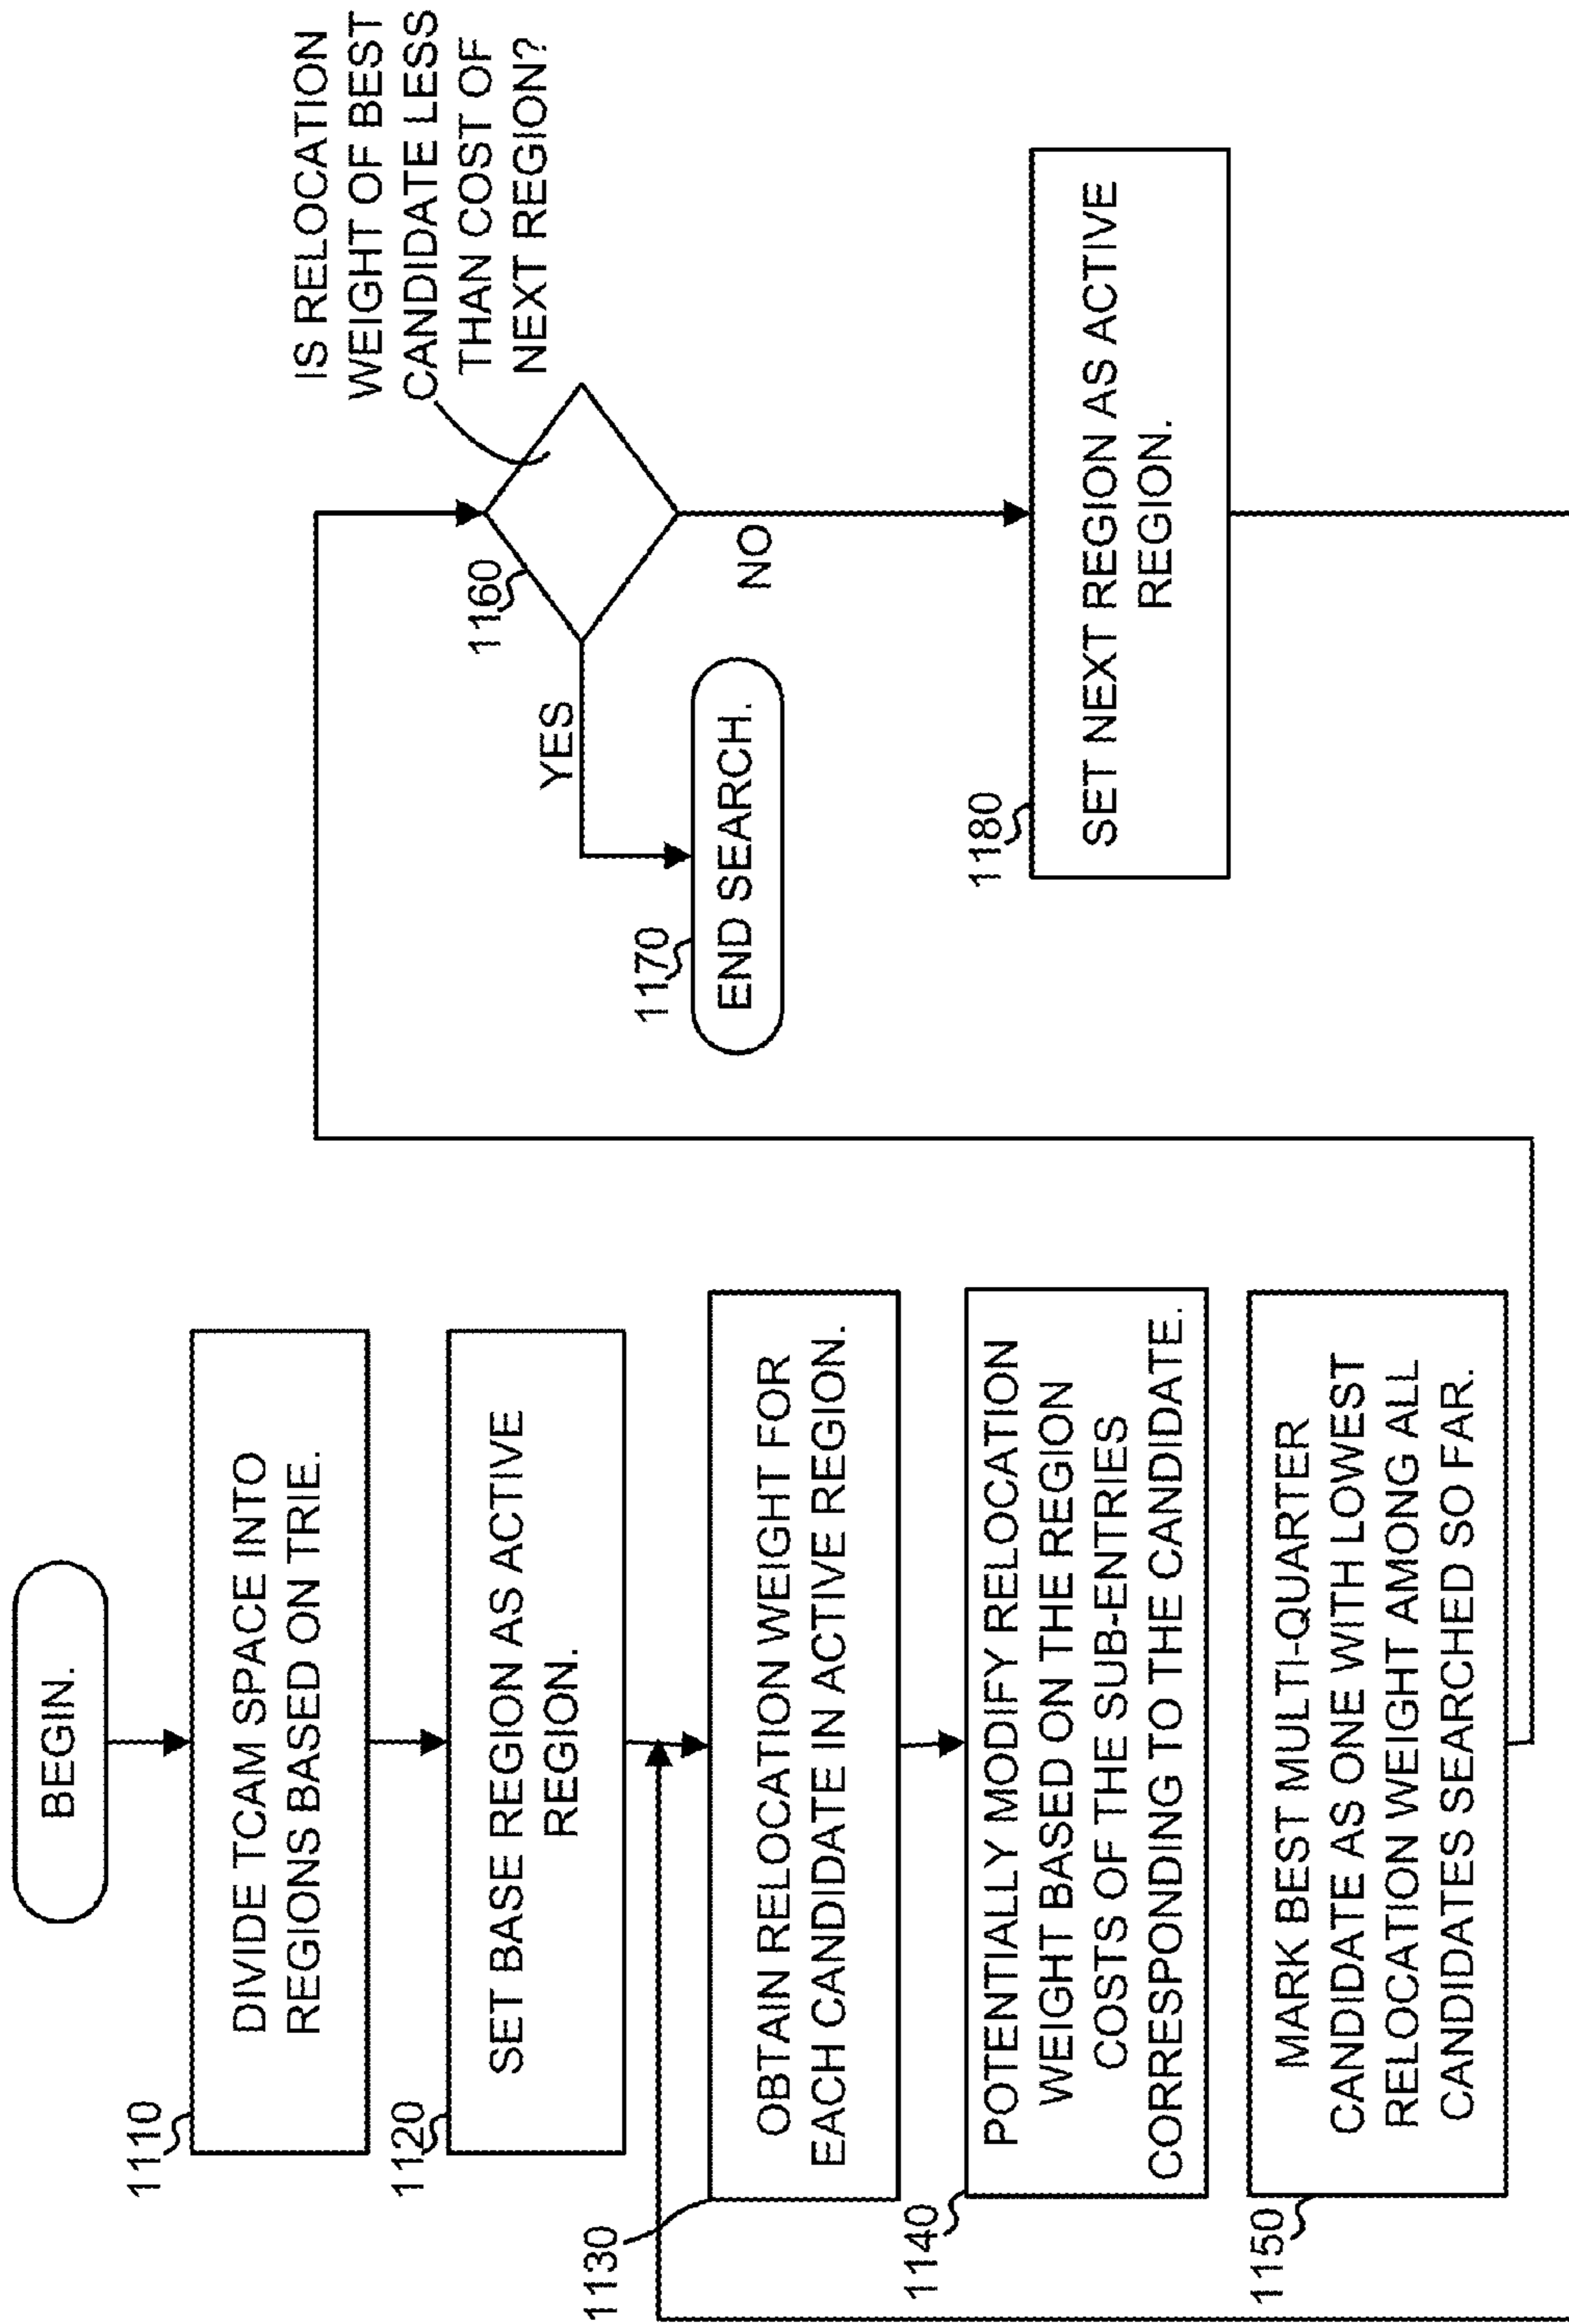 BEGIN.
1110
DIVIDE TCAM SPACE INTO
REGIONS BASED ON TRIE.
1120
SET BASE REGION AS ACTIVE
REGION.
1130
OBTAIN RELOCATION WEIGHT FOR
EACH CANDIDATE IN ACTIVE REGION.
1140
POTENTIALLY MODIFY RELOCATION
WEIGHT BASED ON THE REGION
COSTS OF THE SUB-ENTRIES
CORRESPONDING TO THE CANDIDATE.
1150
MARK BEST MULTI-QUARTER
CANDIDATE AS ONE WITH LOWEST
RELOCATION WEIGHT AMONG ALL
CANDIDATES SEARCHED SO FAR.
IS RELOCATION
WEIGHT OF BEST
CANDIDATE LESS
THAN COST OF
NEXT REGION?
1160
YES
NO
1170
END SEARCH.
1180
SET NEXT REGION AS ACTIVE
REGION.